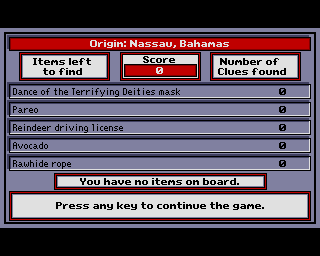 Origin: Nassau, Bahamas
Items left
to find
Score
0
Number of
Clues found
Dance of the Terrifying Deities mask 0
Pareo 0
Reindeer driving license 0
Avocado 0
Rawhide rope 0
You have no items on board.
Press any key to continue the game.